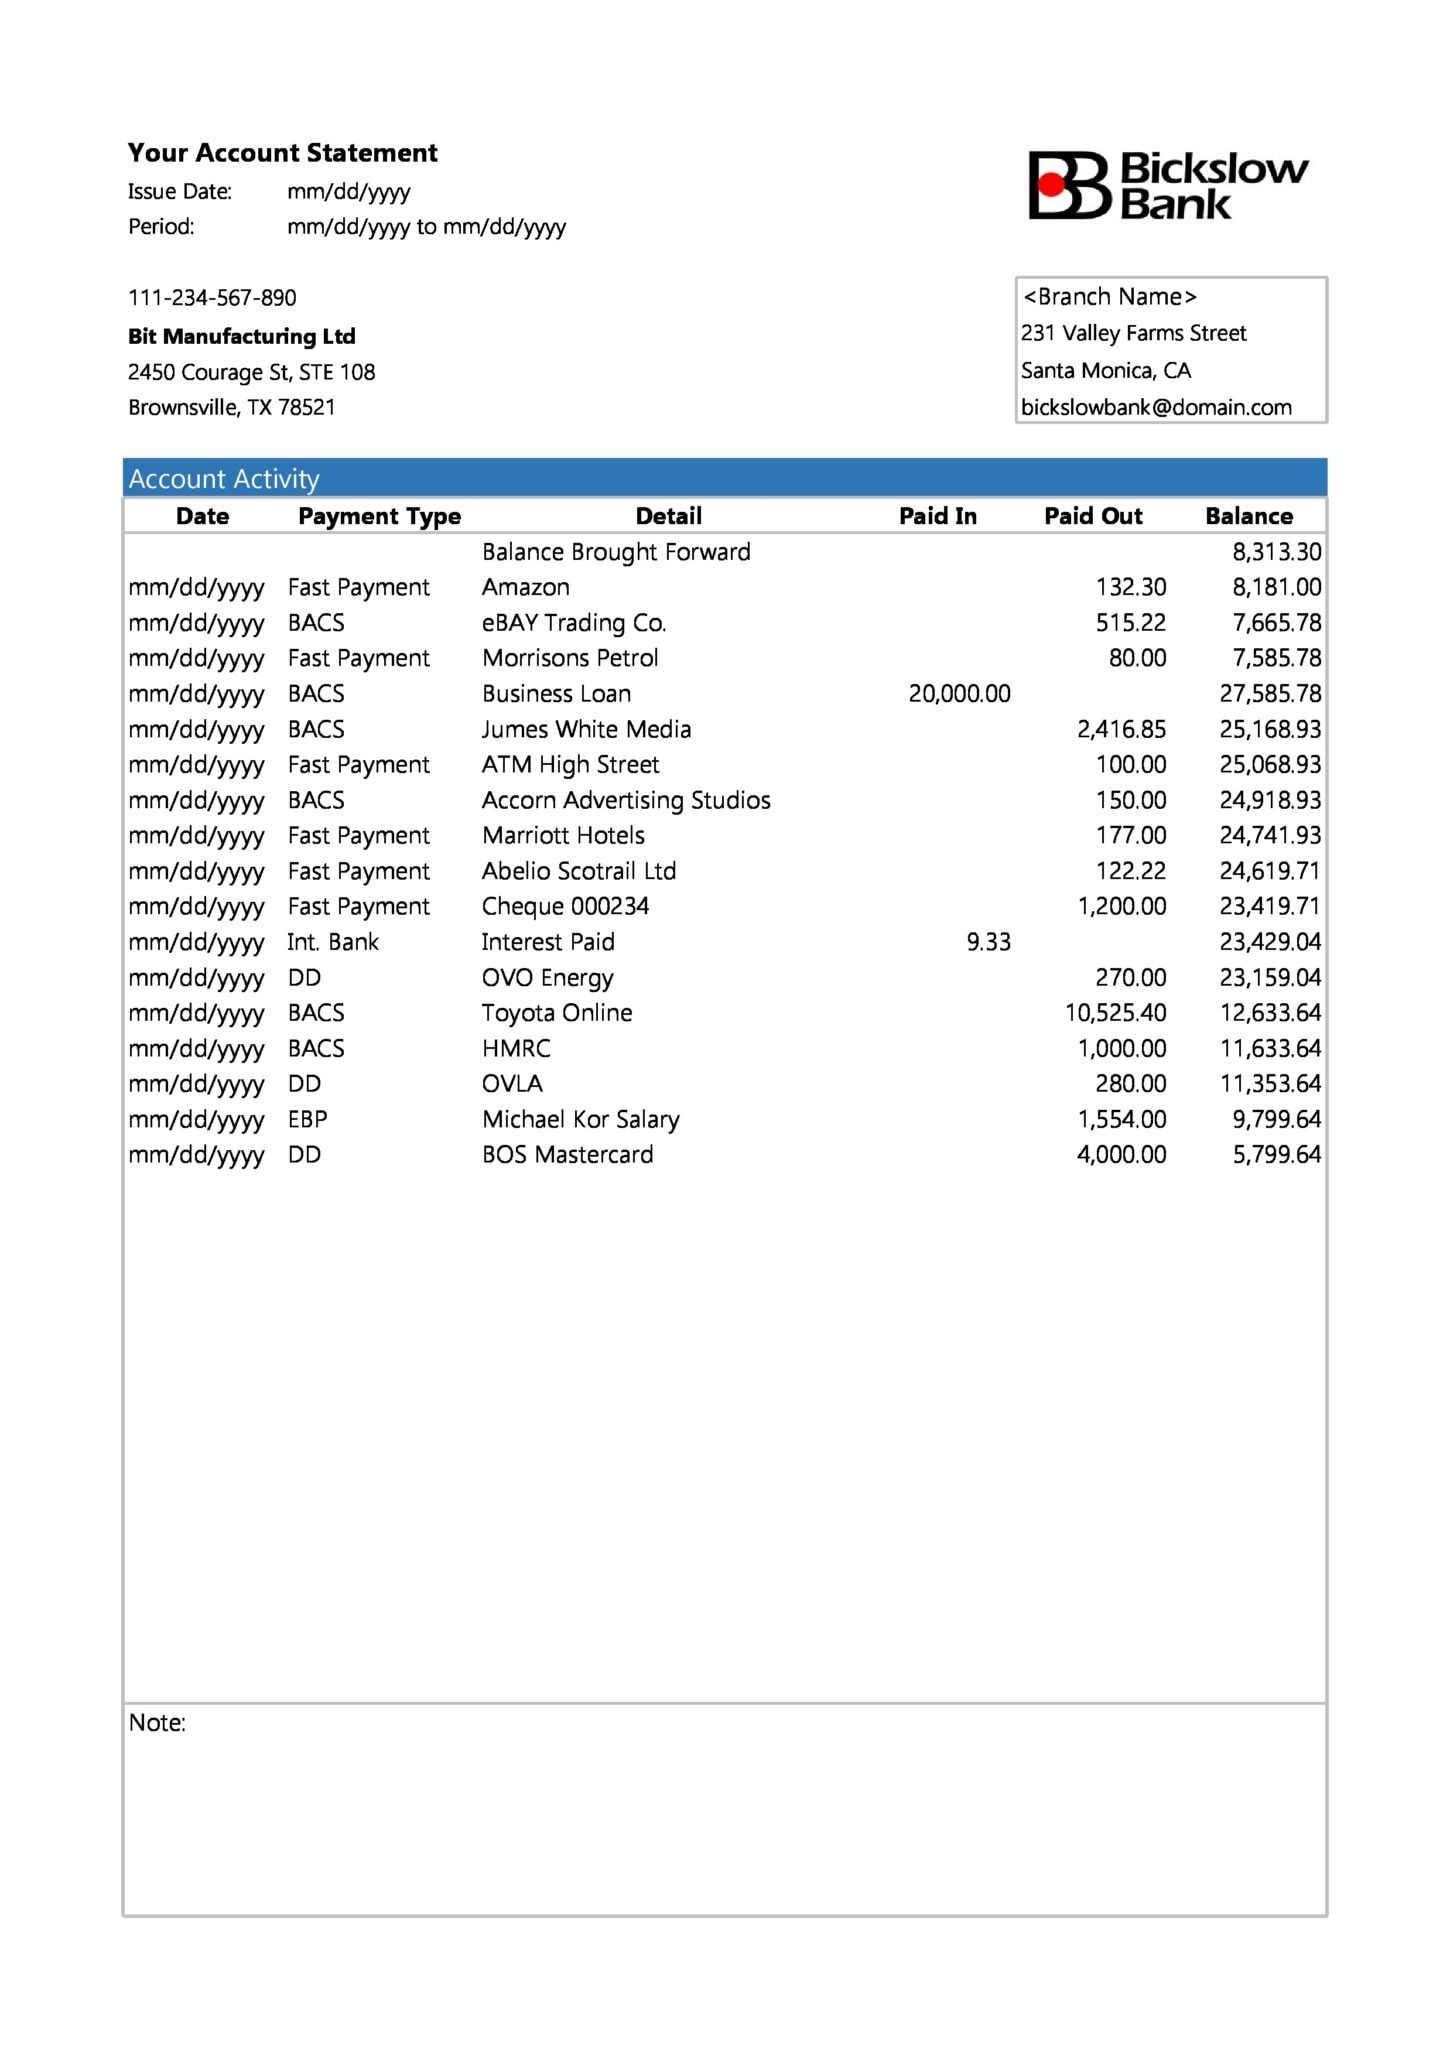 Your Account Statement
Issue Date: mm/dd/yyyy
Period: mm/dd/yyyy to mm/dd/yyyy
Bickslow
Bank
111-234-567-890
Bit Manufacturing Ltd
2450 Courage St, STE 108
Brownsville, TX 78521
<Branch Name>
231 Valley Farms Street
Santa Monica, CA
bickslowbank@domain.com
Account Activity
Date Payment Type Detail Paid In Paid Out Balance
Balance Brought Forward 8,313.30
mm/dd/yyyy Fast Payment Amazon 132.30 8,181.00
mm/dd/yyyy BACS eBAY Trading Co. 515.22 7,665.78
mm/dd/yyyy Fast Payment Morrisons Petrol 80.00 7,585.78
mm/dd/yyyy BACS Business Loan 20,000.00 27,585.78
mm/dd/yyyy BACS Jumes White Media 2,416.85 25,168.93
mm/dd/yyyy Fast Payment ATM High Street 100.00 25,068.93
mm/dd/yyyy BACS Accorn Advertising Studios 150.00 24,918.93
mm/dd/yyyy Fast Payment Marriott Hotels 177.00 24,741.93
mm/dd/yyyy Fast Payment Abelio Scotrail Ltd 122.22 24,619.71
mm/dd/yyyy Fast Payment Cheque 000234 1,200.00 23,419.71
mm/dd/yyyy Int. Bank Interest Paid 9.33 23,429.04
mm/dd/yyyy DD OVO Energy 270.00 23,159.04
mm/dd/yyyy BACS Toyota Online 10,525.40 12,633.64
mm/dd/yyyy BACS HMRC 1,000.00 11,633.64
mm/dd/yyyy DD OVLA 280.00 11,353.64
mm/dd/yyyy EBP Michael Kor Salary 1,554.00 9,799.64
mm/dd/yyyy DD BOS Mastercard 4,000.00 5,799.64
Note: